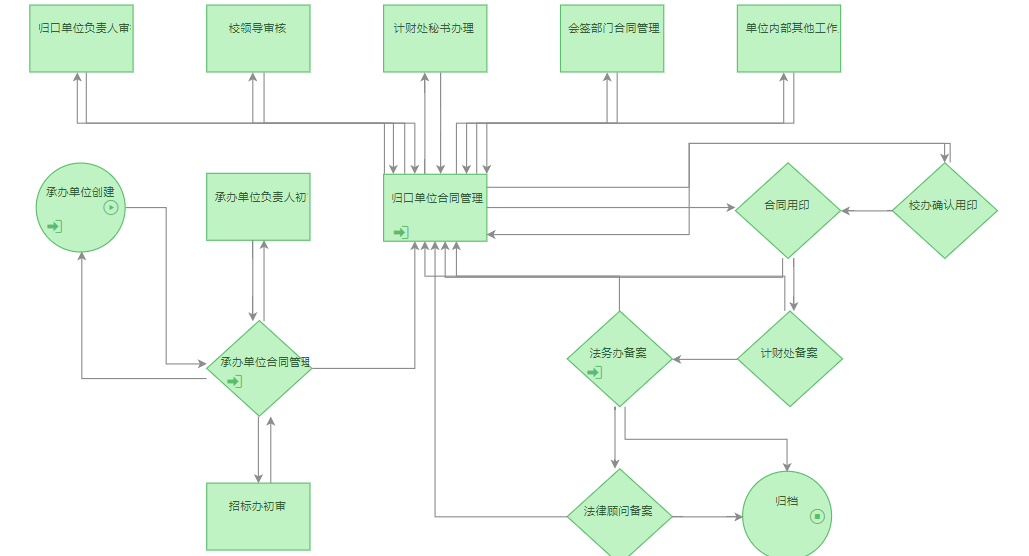 归口单位负责人审
校领导审核
计财处秘书办理
会签部门合同管理
单位内部其他工作
承办单位创建
承办单位负责人初
归口单位合同管理
合同用印
校办确认用印
承办单位合同管理
法务办备案
计财处备案
招标办初审
法律顾问备案
归档